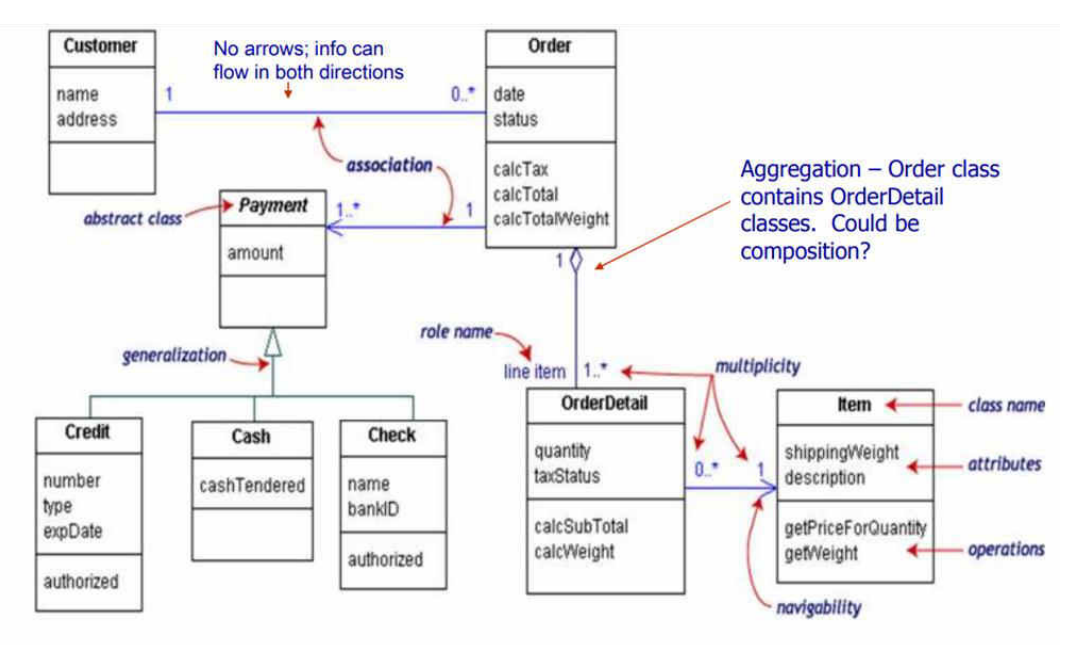 Customer
name
address
No arrows; info can
flow in both directions
1
0..*
Order
date
status
calcTax
calcTotal
calcTotalWeight
association
abstract class
Payment
amount
1..*
1
Aggregation – Order class
contains OrderDetail
classes. Could be
composition?
1
role name
line item
1..*
multiplicity
generalization
Credit
number
type
expDate
authorized
Cash
cashTendered
Check
name
bankID
authorized
OrderDetail
quantity
taxStatus
calcSubTotal
calcWeight
0..*
1
Item
shippingWeight
description
getPriceForQuantity
getWeight
class name
attributes
operations
navigability